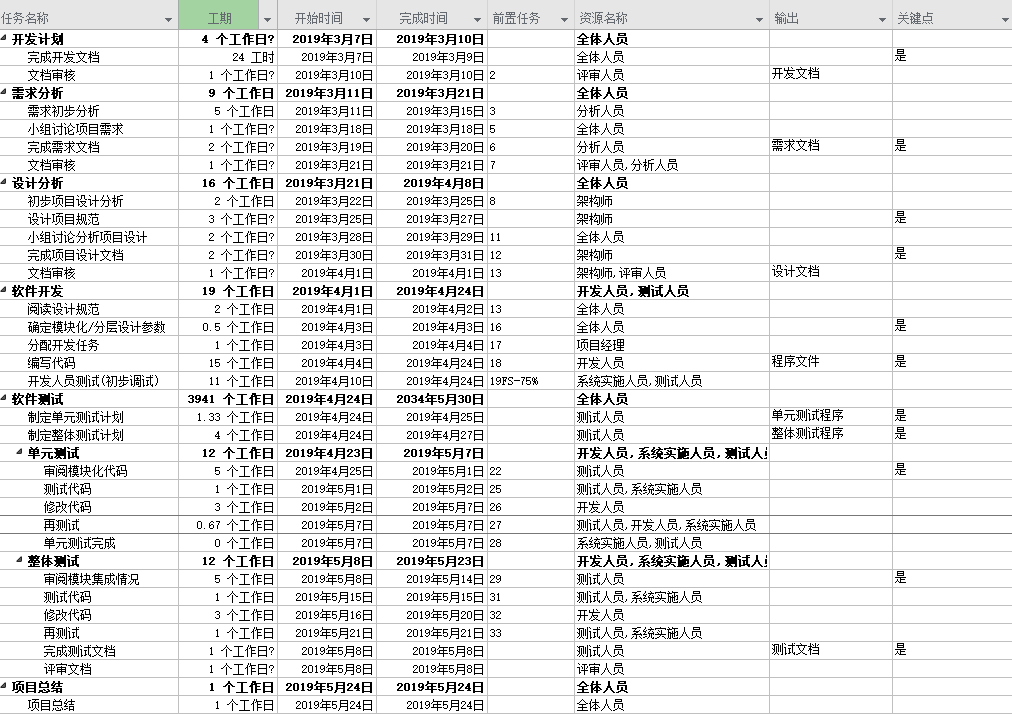 任务名称 工期 开始时间 完成时间 前置任务 资源名称 输出 关键点
开发计划 4 个工作日? 2019年3月7日 2019年3月10日 全体人员
完成开发文档 24 工时 2019年3月7日 2019年3月9日 全体人员 是
文档审核 1 个工作日? 2019年3月10日 2019年3月10日 2 评审人员 开发文档
需求分析 9 个工作日? 2019年3月11日 2019年3月21日 全体人员
需求初步分析 5 个工作日 2019年3月11日 2019年3月15日 3 分析人员
小组讨论项目需求 1 个工作日? 2019年3月18日 2019年3月18日 5 全体人员
完成需求文档 2 个工作日? 2019年3月19日 2019年3月20日 6 分析人员 需求文档 是
文档审核 1 个工作日? 2019年3月21日 2019年3月21日 7 评审人员,分析人员
设计分析 16 个工作日 2019年3月21日 2019年4月8日 全体人员
初步项目设计分析 2 个工作日 2019年3月22日 2019年3月25日 8 架构师
设计项目规范 3 个工作日? 2019年3月25日 2019年3月27日 架构师 是
小组讨论分析项目设计 2 个工作日? 2019年3月28日 2019年3月29日 11 全体人员
完成项目设计文档 2 个工作日? 2019年3月30日 2019年3月31日 12 架构师 是
文档审核 1 个工作日? 2019年4月1日 2019年4月1日 13 架构师,评审人员 设计文档
软件开发 19 个工作日 2019年4月1日 2019年4月24日 开发人员,测试人员
阅读设计规范 2 个工作日 2019年4月1日 2019年4月2日 13 全体人员
确定模块化/分层设计参数 0.5 个工作日 2019年4月3日 2019年4月3日 16 全体人员 是
分配开发任务 1 个工作日 2019年4月3日 2019年4月4日 17 项目经理
编写代码 15 个工作日 2019年4月4日 2019年4月24日 18 开发人员 程序文件 是
开发人员测试(初步调试) 11 个工作日 2019年4月10日 2019年4月24日 19FS-75% 系统实施人员,测试人员
软件测试 3941 个工作日 2019年4月24日 2034年5月30日 全体人员
制定单元测试计划 1.33 个工作日 2019年4月24日 2019年4月25日 测试人员 单元测试程序 是
制定整体测试计划 4 个工作日 2019年4月24日 2019年4月27日 测试人员 整体测试程序 是
单元测试 12 个工作日 2019年4月23日 2019年5月7日 开发人员,系统实施人员,测试人
审阅模块化代码 5 个工作日 2019年4月25日 2019年5月1日 22 测试人员 是
测试代码 1 个工作日 2019年5月1日 2019年5月2日 25 测试人员,系统实施人员
修改代码 3 个工作日 2019年5月2日 2019年5月7日 26 开发人员
再测试 0.67 个工作日 2019年5月7日 2019年5月7日 27 测试人员,开发人员,系统实施人员
单元测试完成 0 个工作日 2019年5月7日 2019年5月7日 28 系统实施人员,测试人员
整体测试 12 个工作日 2019年5月8日 2019年5月23日 开发人员,系统实施人员,测试人
审阅模块集成情况 5 个工作日 2019年5月8日 2019年5月14日 29 测试人员 是
测试代码 1 个工作日 2019年5月15日 2019年5月15日 31 测试人员,系统实施人员
修改代码 3 个工作日 2019年5月16日 2019年5月20日 32 开发人员
再测试 1 个工作日 2019年5月21日 2019年5月21日 33 测试人员,系统实施人员
完成测试文档 1 个工作日? 2019年5月8日 2019年5月8日 测试人员 测试文档 是
评审文档 1 个工作日? 2019年5月8日 2019年5月8日 评审人员
项目总结 1 个工作日 2019年5月24日 2019年5月24日 全体人员
项目总结 1 个工作日 2019年5月24日 2019年5月24日 全体人员